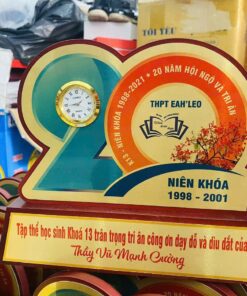 TỐI YÊU
K13 - NIÊN KHÓA 1998-2021 + 20 NĂM HỘI NGỘ VÀ TRI ÂN
THPT EAH'LEO
NIÊN KHÓA
1998 - 2001
Tập thể học sinh Khoá 13 trân trọng tri ân công ơn dạy dỗ và dìu dắt của
Thầy Vũ Mạnh Cường